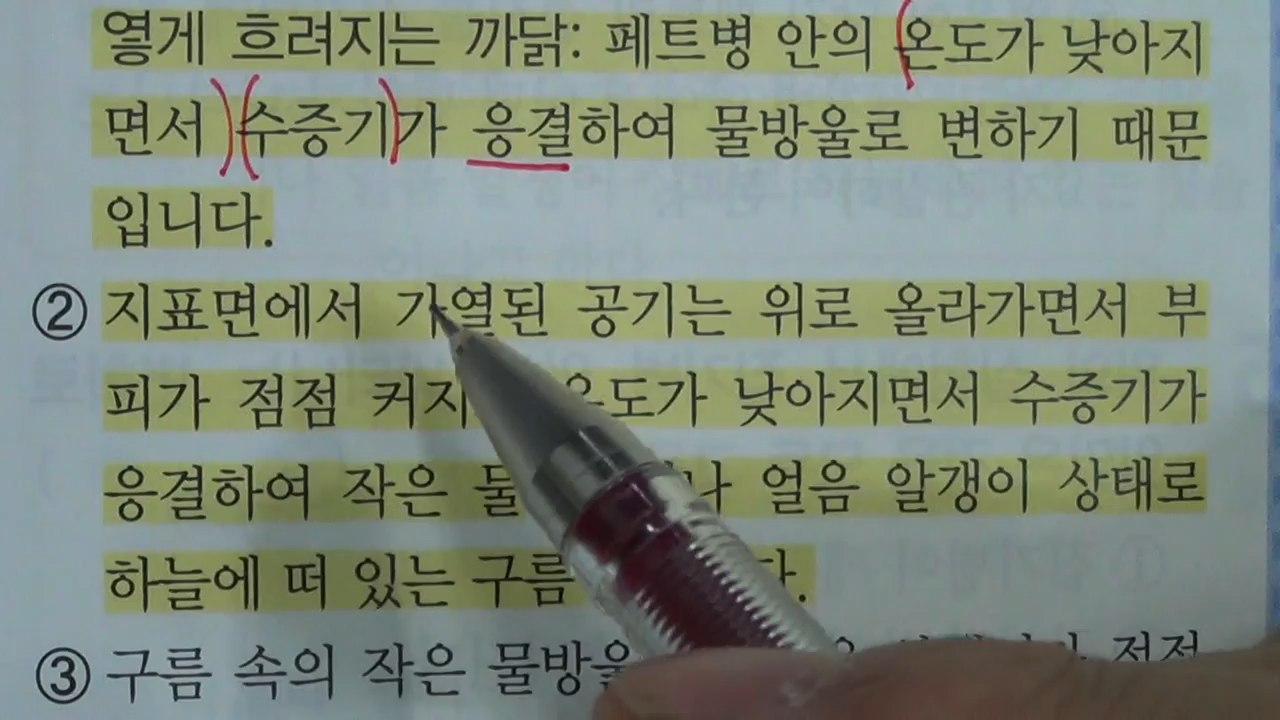 옅게 흐려지는 까닭: 페트병 안의 온도가 낮아지
면서 수증기가 응결하여 물방울로 변하기 때문
입니다.
② 지표면에서 가열된 공기는 위로 올라가면서 부
피가 점점 커지 온도가 낮아지면서 수증기가
응결하여 작은 얼음 알갱이 상태로
하늘에 떠 있는 구름
③ 구름 속의 작은 물방울 점점